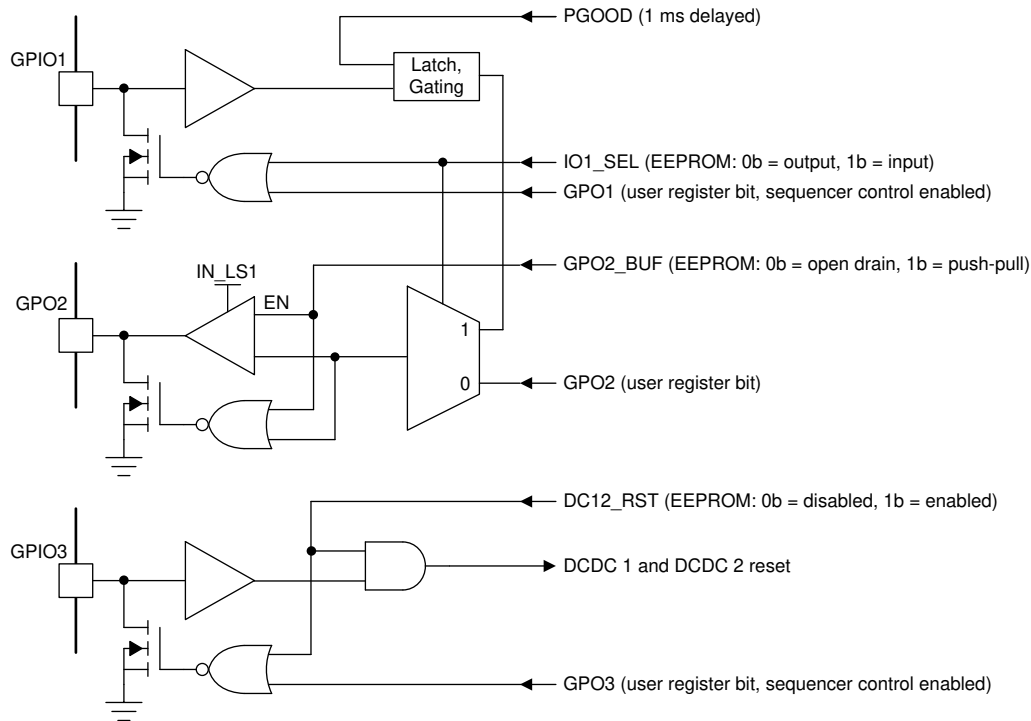 PGOOD (1 ms delayed)
GPIO1
Latch,
Gating
IO1_SEL (EEPROM: 0b = output, 1b = input)
GPO1 (user register bit, sequencer control enabled)
GPO2_BUF (EEPROM: 0b = open drain, 1b = push-pull)
IN_LS1
EN
GPO2
1
0
GPO2 (user register bit)
DC12_RST (EEPROM: 0b = disabled, 1b = enabled)
GPIO3
DCDC 1 and DCDC 2 reset
GPO3 (user register bit, sequencer control enabled)